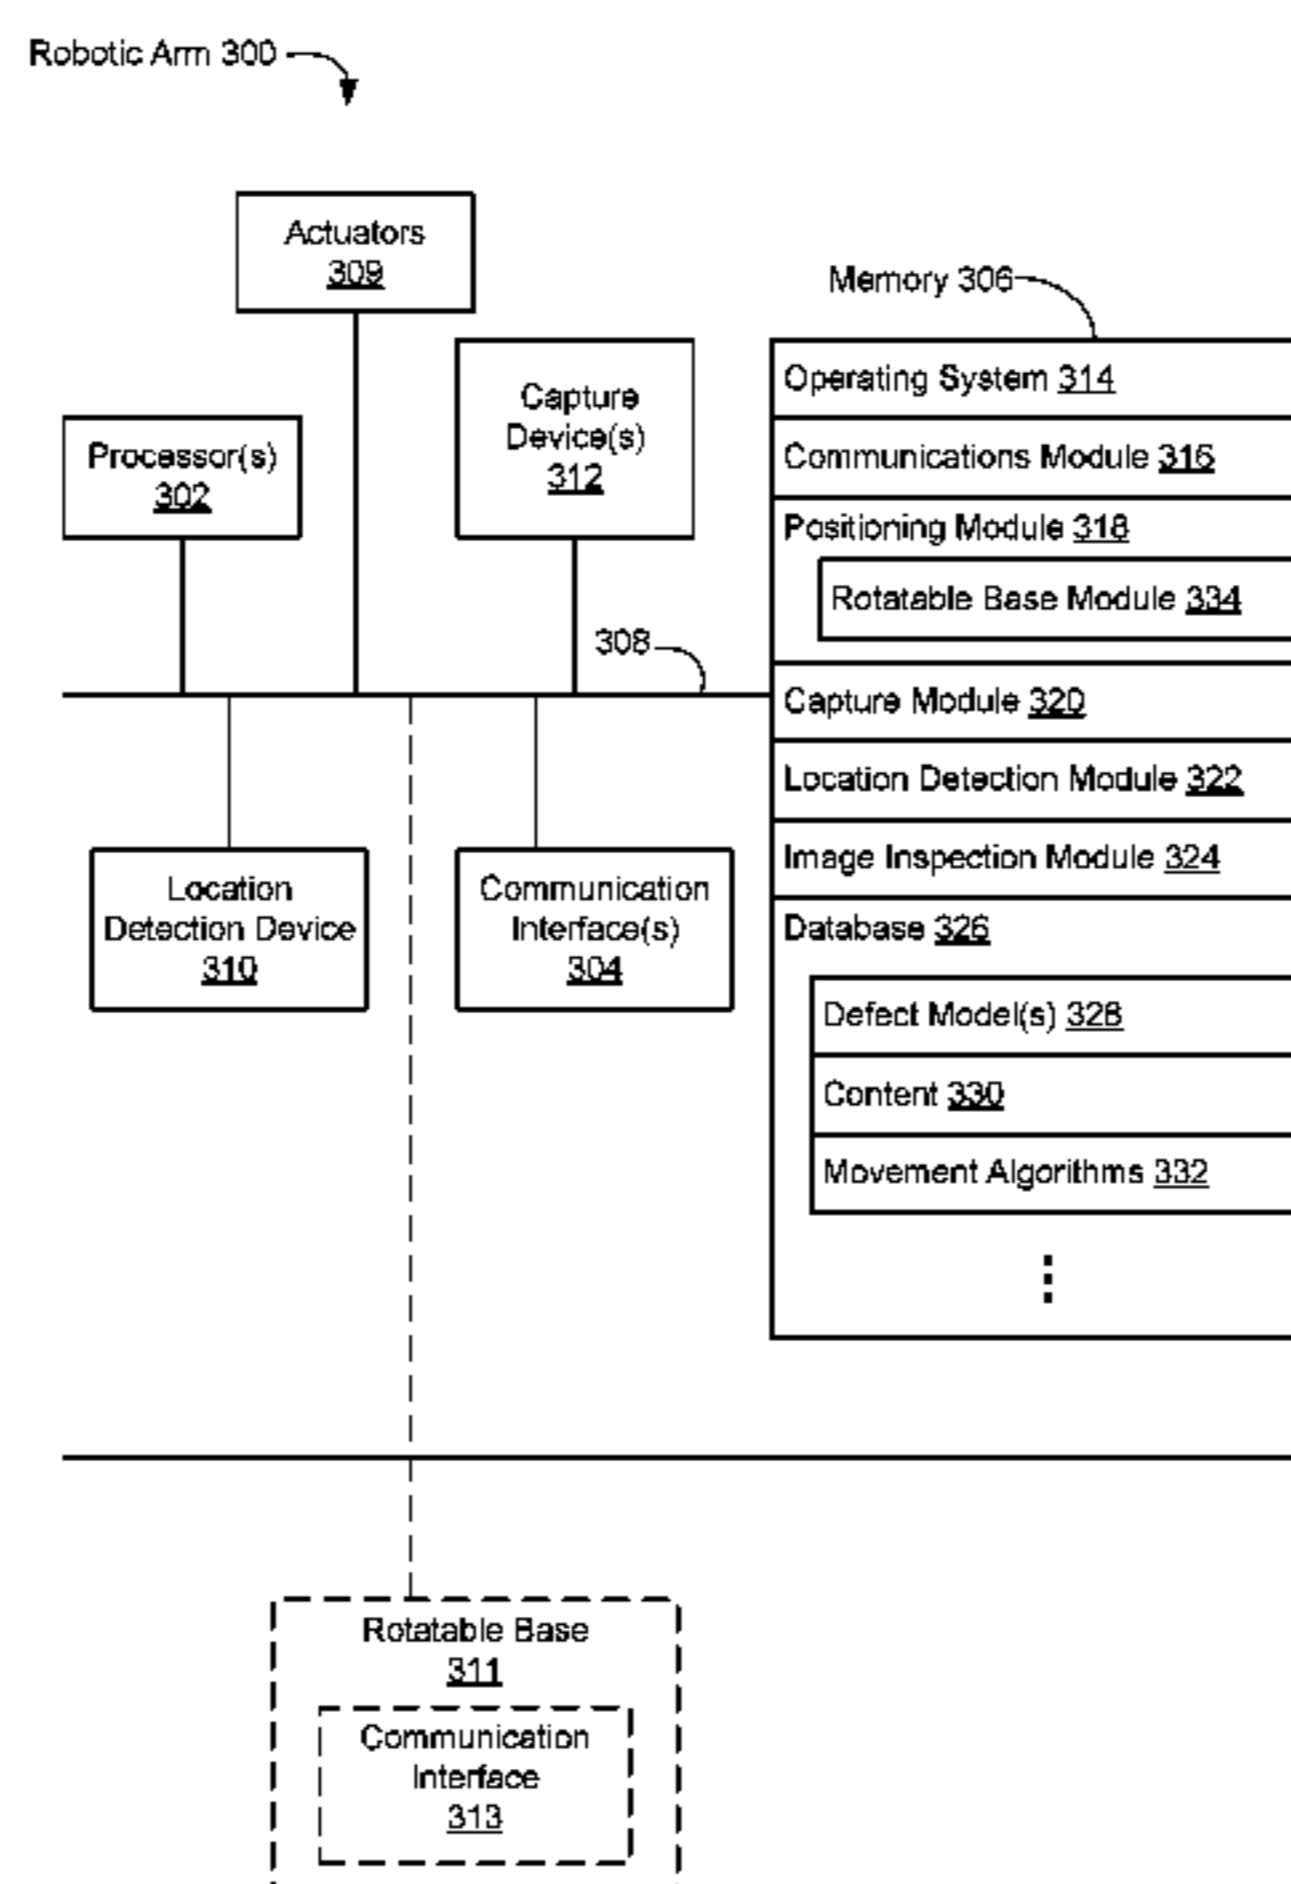 Robotic Arm 300
Actuators
309
Memory 306
Capture
Device(s)
312
Processor(s)
302
308
Operating System 314
Communications Module 316
Positioning Module 318
Rotatable Base Module 334
Capture Module 320
Location Detection Module 322
Image Inspection Module 324
Database 326
Defect Model(s) 328
Content 330
Movement Algorithms 332
Location
Detection Device
310
Communication
Interface(s)
304
Rotatable Base
311
Communication
Interface
313